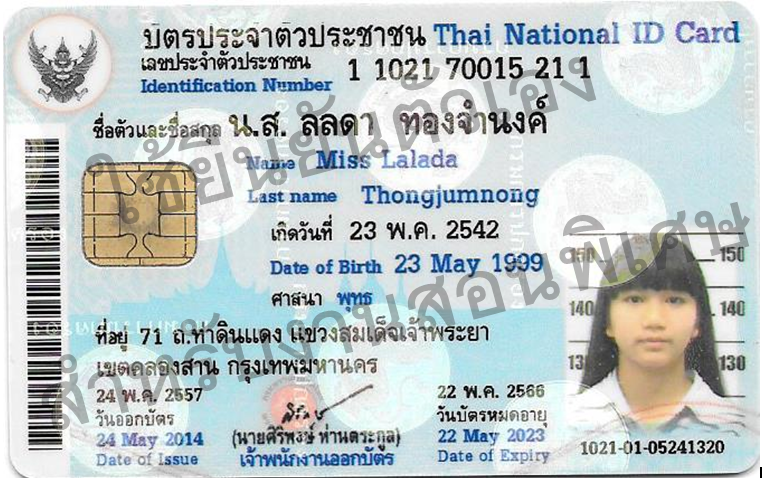 บัตรประจำตัวประชาชน Thai National ID Card
เลขประจำตัวประชาชน 1 1021 70015 21 1
Identification Number
ชื่อตัวและชื่อสกุล น.ส. ลลดา ทองจำนงค์
Name Miss Lalada
Last name Thongjumnong
เกิดวันที่ 23 พ.ค. 2542
Date of Birth 23 May 1999
ศาสนา พุทธ
ที่อยู่ 71 ถ.ท่าดินแดง แขวงสมเด็จเจ้าพระยา
เขตคลองสาน กรุงเทพมหานคร
24 พ.ค. 2557
วันออกบัตร
24 May 2014
Date of Issue
(นายศิริพงษ์ ห่านตระกูล)
เจ้าพนักงานออกบัตร
22 พ.ค. 2566
วันบัตรหมดอายุ
22 May 2023
Date of Expiry
150 150
140 140
130 130
1021-01-05241320
ใช้ยืนยันตัวเอง
สำหรับงานสอนพิเศษ